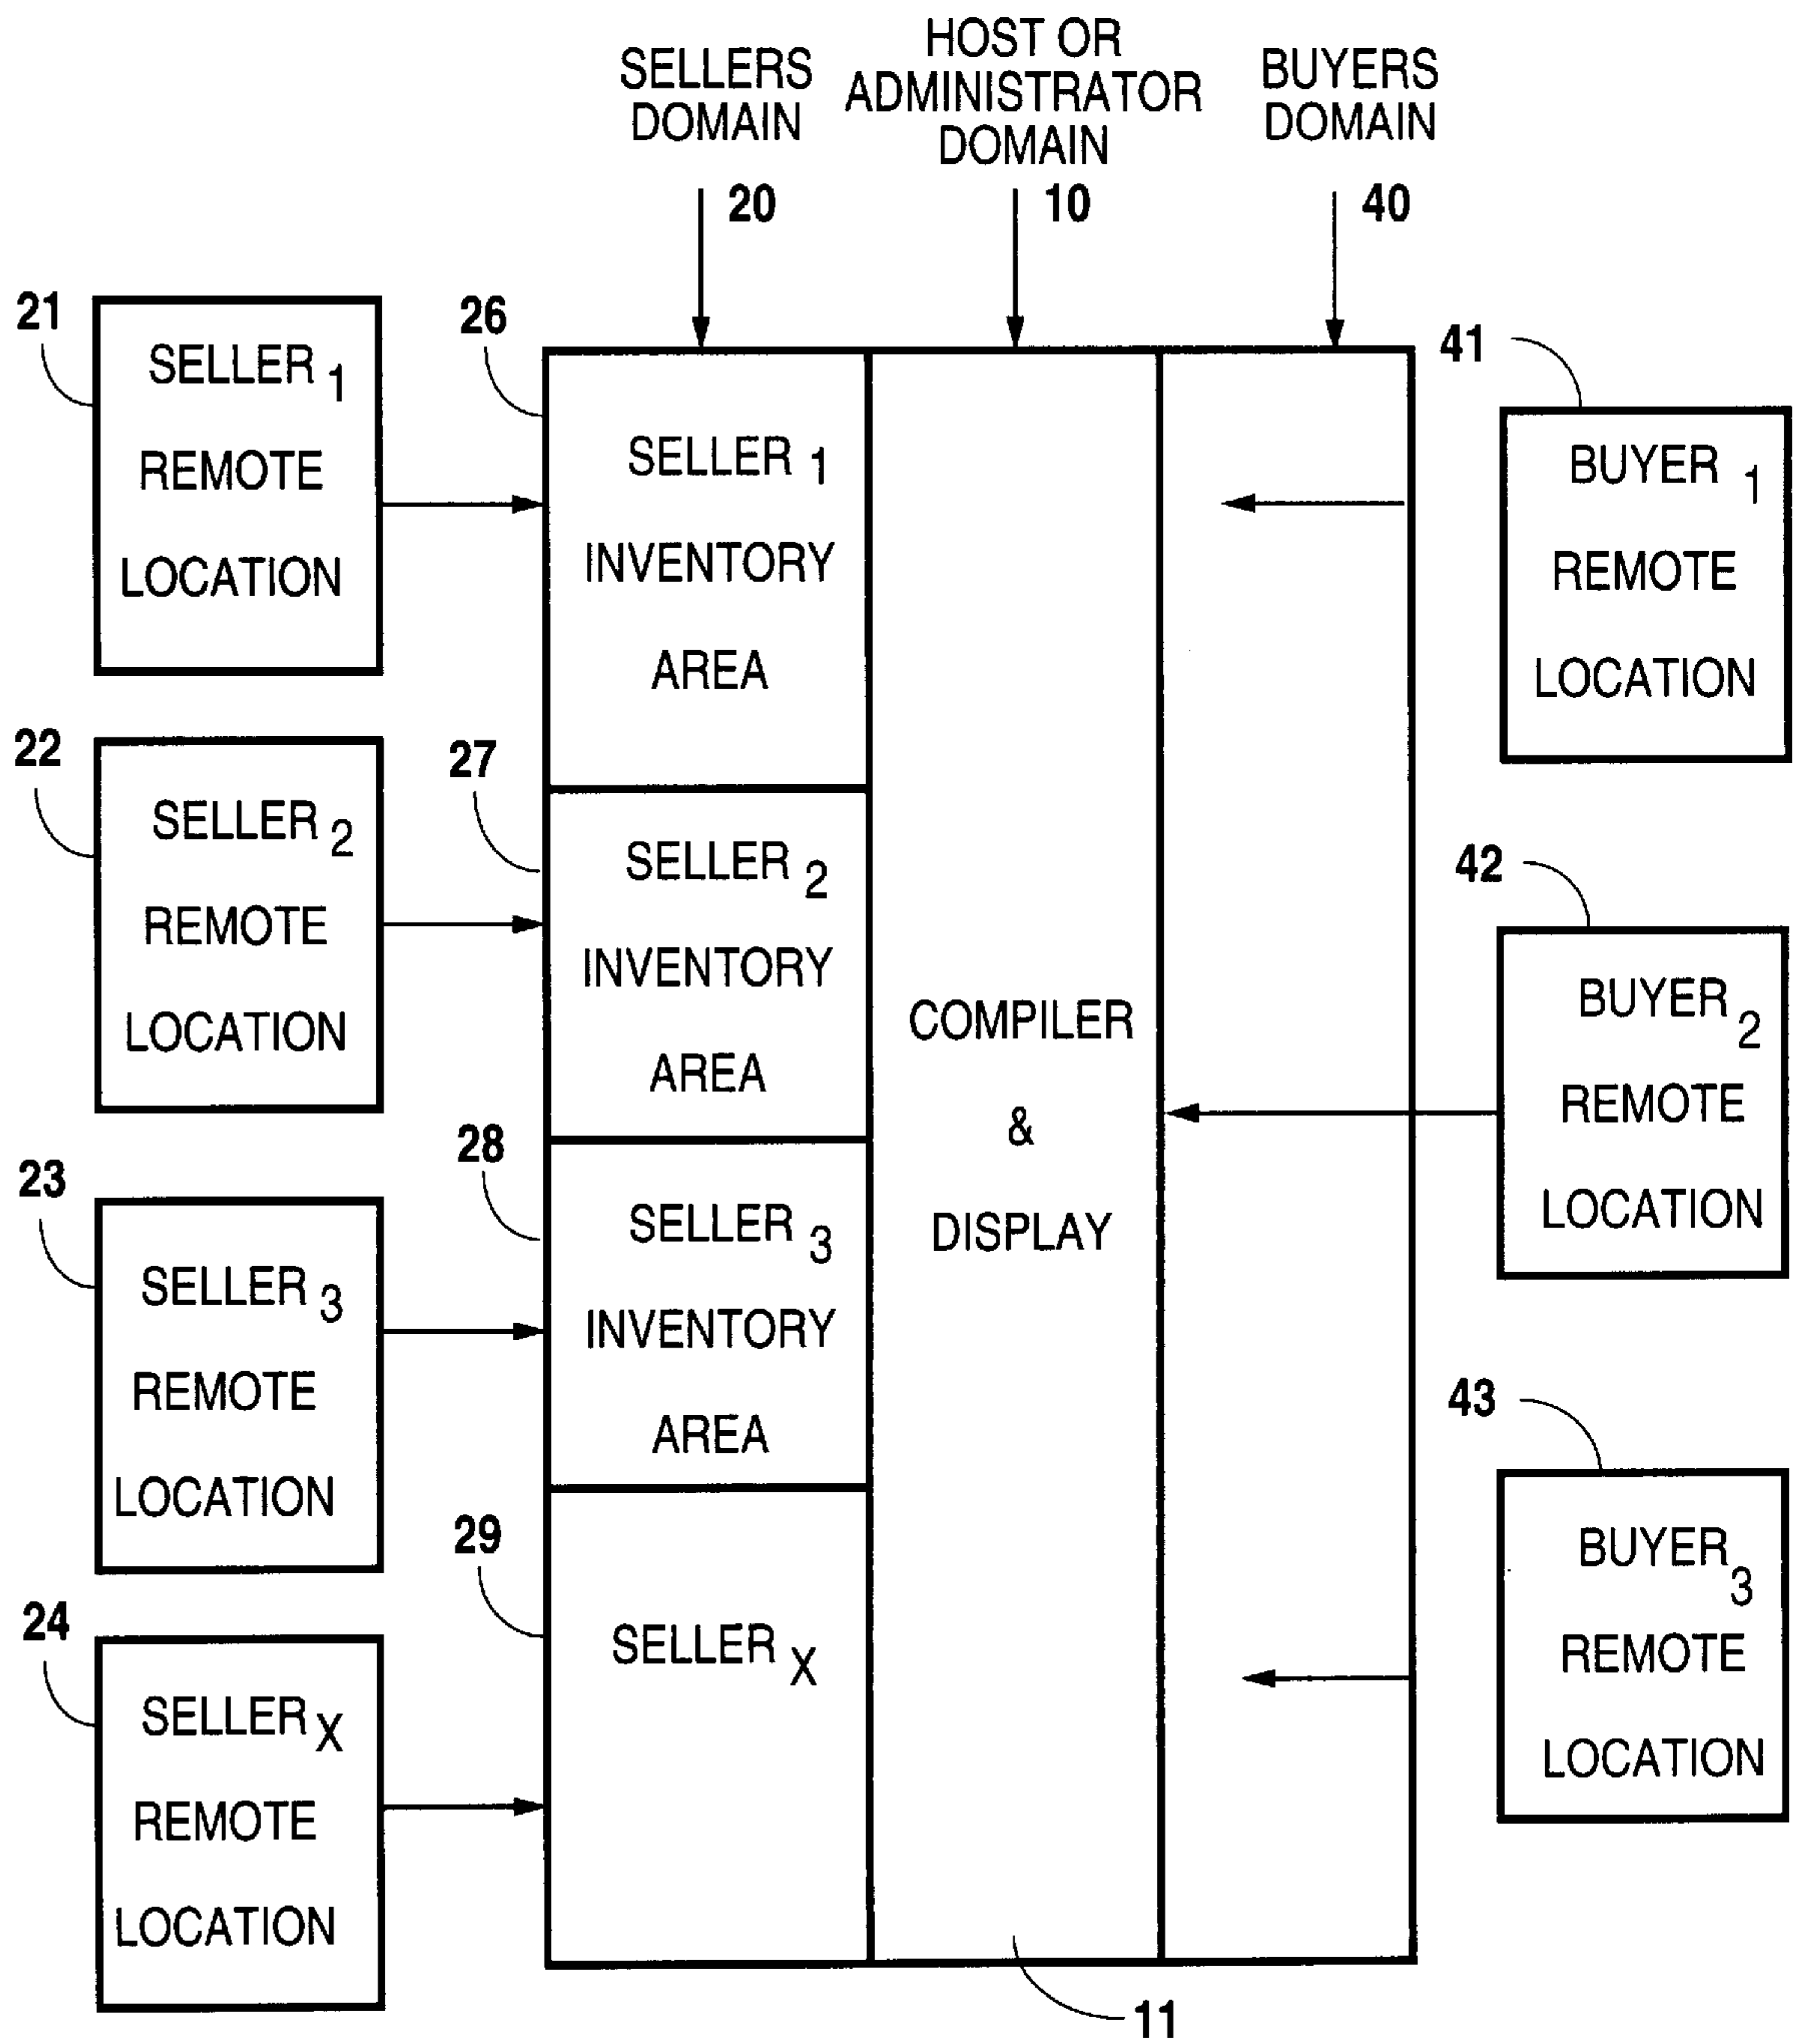 SELLERS
DOMAIN
20
HOST OR
ADMINISTRATOR
DOMAIN
10
BUYERS
DOMAIN
40
21
SELLER 1
REMOTE
LOCATION
22
SELLER 2
REMOTE
LOCATION
23
SELLER 3
REMOTE
LOCATION
24
SELLER X
REMOTE
LOCATION
26
SELLER 1
INVENTORY
AREA
27
SELLER 2
INVENTORY
AREA
28
SELLER 3
INVENTORY
AREA
29
SELLER X
COMPILER
&
DISPLAY
11
41
BUYER 1
REMOTE
LOCATION
42
BUYER 2
REMOTE
LOCATION
43
BUYER 3
REMOTE
LOCATION